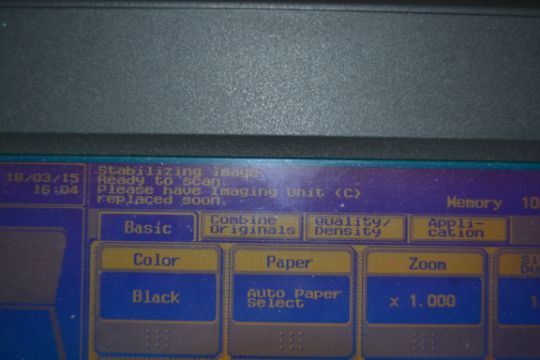 18/03/15
16:04
Stabilizing image.
Ready to scan.
Please have Imaging Unit (C)
replaced soon.
Memory
Basic
Combine
Originals
Quality/
Density
Appli-
cation
Color
Paper
Zoom
Black
Auto Paper
Select
x 1.000